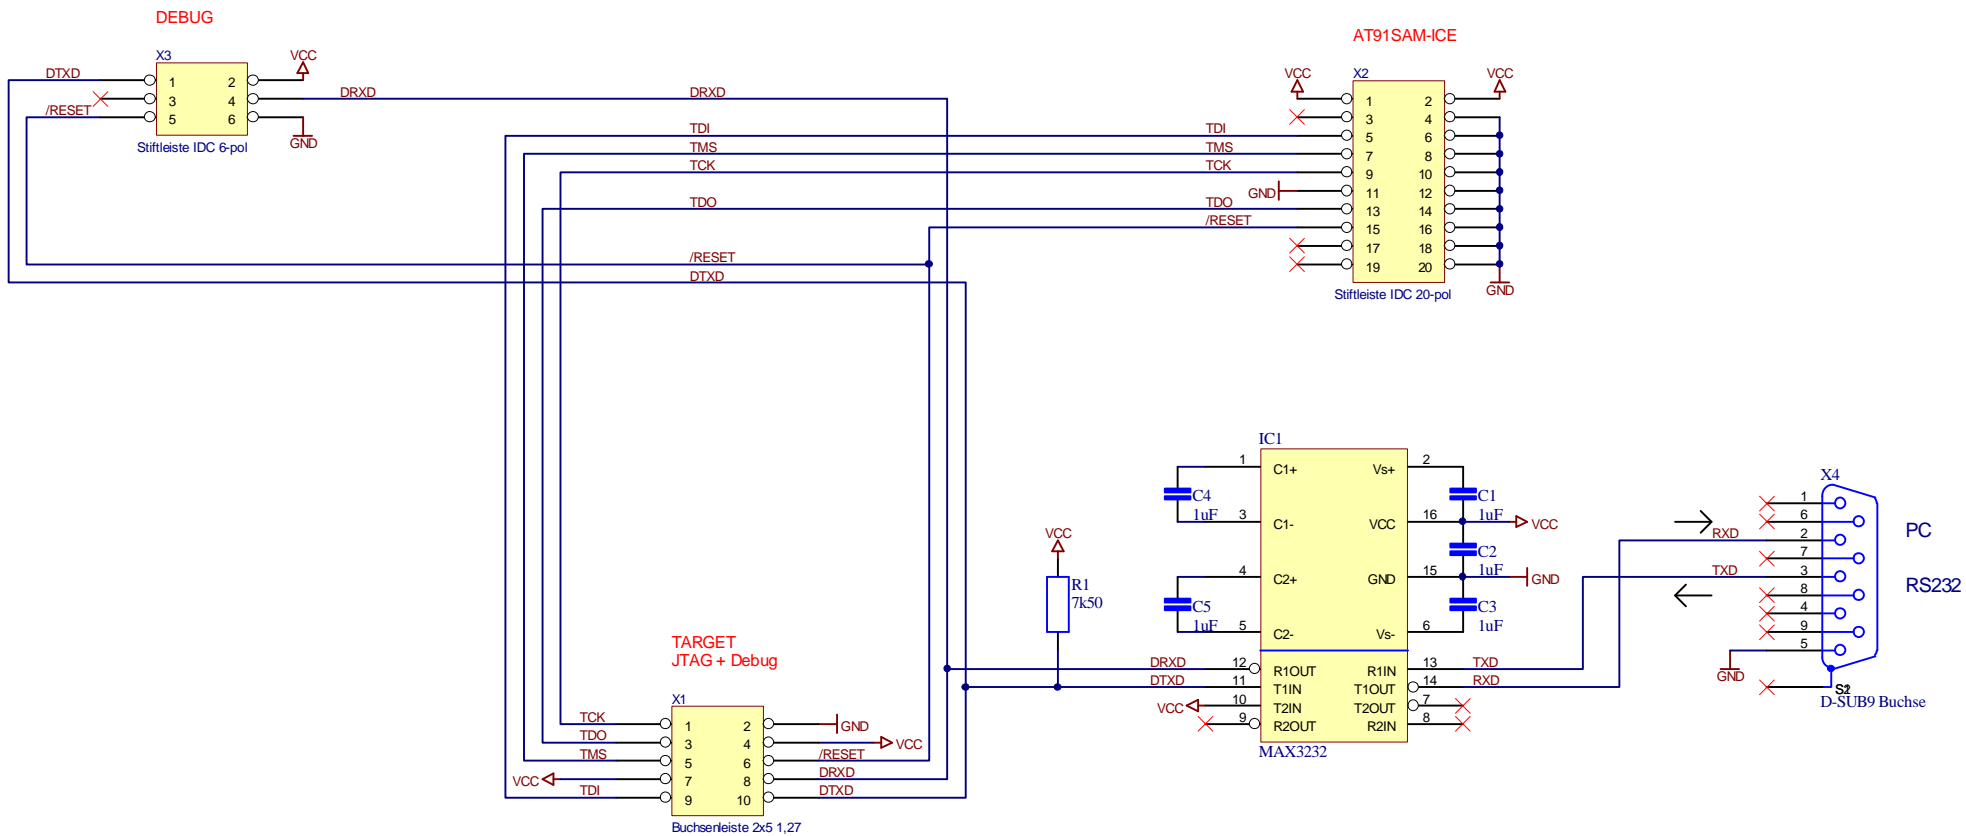 DEBUG
X3
VCC
DTXD
1 2
3 4
/RESET
5 6
DRXD
DRXD
GND
Stiftleiste IDC 6-pol
AT91SAM-ICE
VCC
X2
VCC
1 2
3 4
TDI
TDI
5 6
TMS
TMS
7 8
TCK
TCK
9 10
GND
11 12
TDO
TDO
13 14
/RESET
15 16
17 18
19 20
/RESET
DTXD
GND
Stiftleiste IDC 20-pol
IC1
1 C1+ Vs+ 2
C4
1uF
C1
1uF
3 C1- VCC 16
VCC
C2
1uF
4 C2+ GND 15
GND
C5
1uF
C3
1uF
5 C2- Vs- 6
VCC
R1
7k50
DRXD 12 R1OUT R1IN 13 TXD
DTXD 11 T1IN T1OUT 14 RXD
VCC 10 T2IN T2OUT 7
9 R2OUT R2IN 8
MAX3232
X4
1
6
RXD 2
7
TXD 3
8
4
9
5
GND
D-SUB9 Buchse
PC
RS232
TARGET
JTAG + Debug
X1
TCK 1 2 GND
TDO 3 4 VCC
TMS 5 6 /RESET
VCC 7 8 DRXD
TDI 9 10 DTXD
Buchsenleiste 2x5 1,27